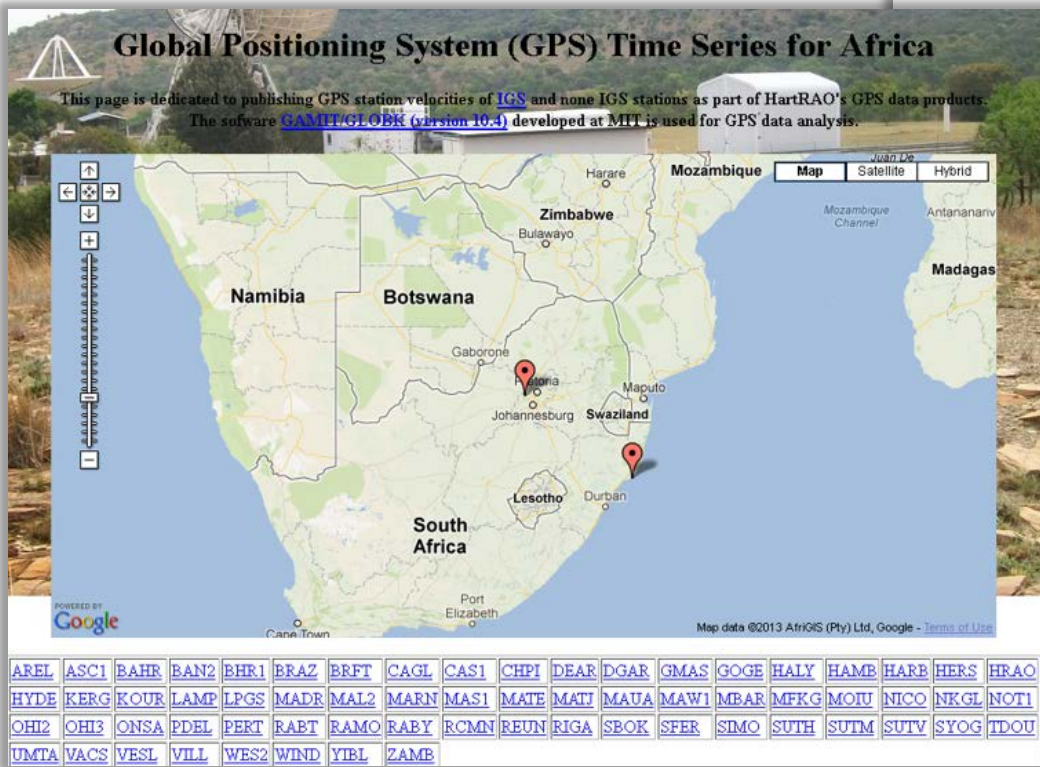 Global Positioning System (GPS) Time Series for Africa
This page is dedicated to publishing GPS station velocities of IGS and none IGS stations as part of HartRAO's GPS data products.
The sofware GAMIT/GLOBK (version 10.4) developed at MIT is used for GPS data analysis.
Juan De
Harare
Mozambique
Map
Satellite
Hybrid
Mozambique
Channel
Antananariv
Zimbabwe
Bulawayo
Madagas
Namibia
Botswana
Gaborone
Maputo
Johannesburg
Swaziland
Lesotho
Durban
South
Africa
Port
Elizabeth
Cape Town
POWERED BY
Google
Map data ©2013 AfriGIS (Pty) Ltd, Google - Terms of Use
AREL ASC1 BAHR BAN2 BHR1 BRAZ BRFT CAGL CAS1 CHPI DEAR DGAR GMAS GOGE HALY HAMB HARB HERS HRAO
HYDE KERG KOUR LAMP LPGS MADR MAL2 MARN MAS1 MATE MATJ MAUA MAW1 MBAR MFKG MOIU NICO NKGL NOT1
OHI2 OHI3 ONSA PDEL PERT RABT RAMO RABY RCMN REUN RIGA SBOK SFER SIMO SUTH SUTM SUTV SYOG TDOU
UMTA VACS VESL VILL WES2 WIND YIBL ZAMB